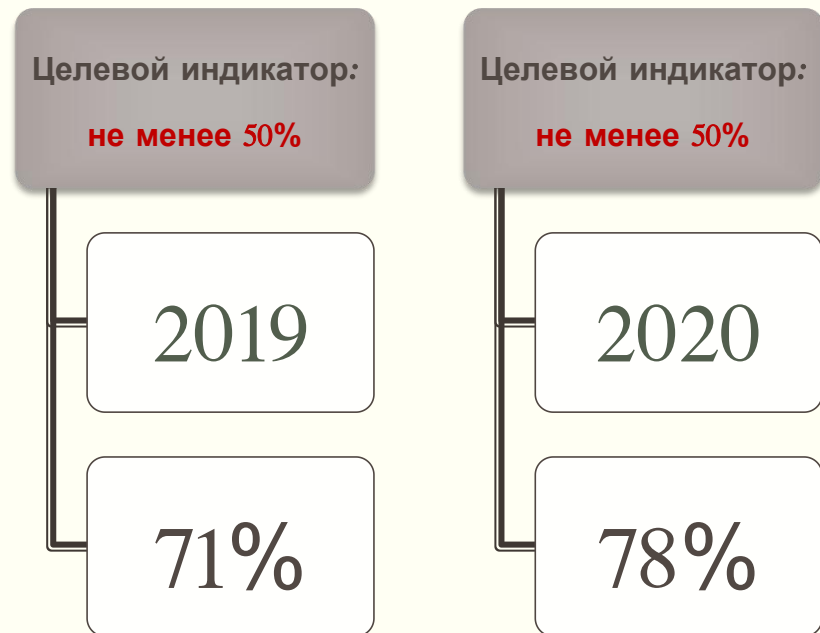 Целевой индикатор:
не менее 50%
2019
71%
Целевой индикатор:
не менее 50%
2020
78%